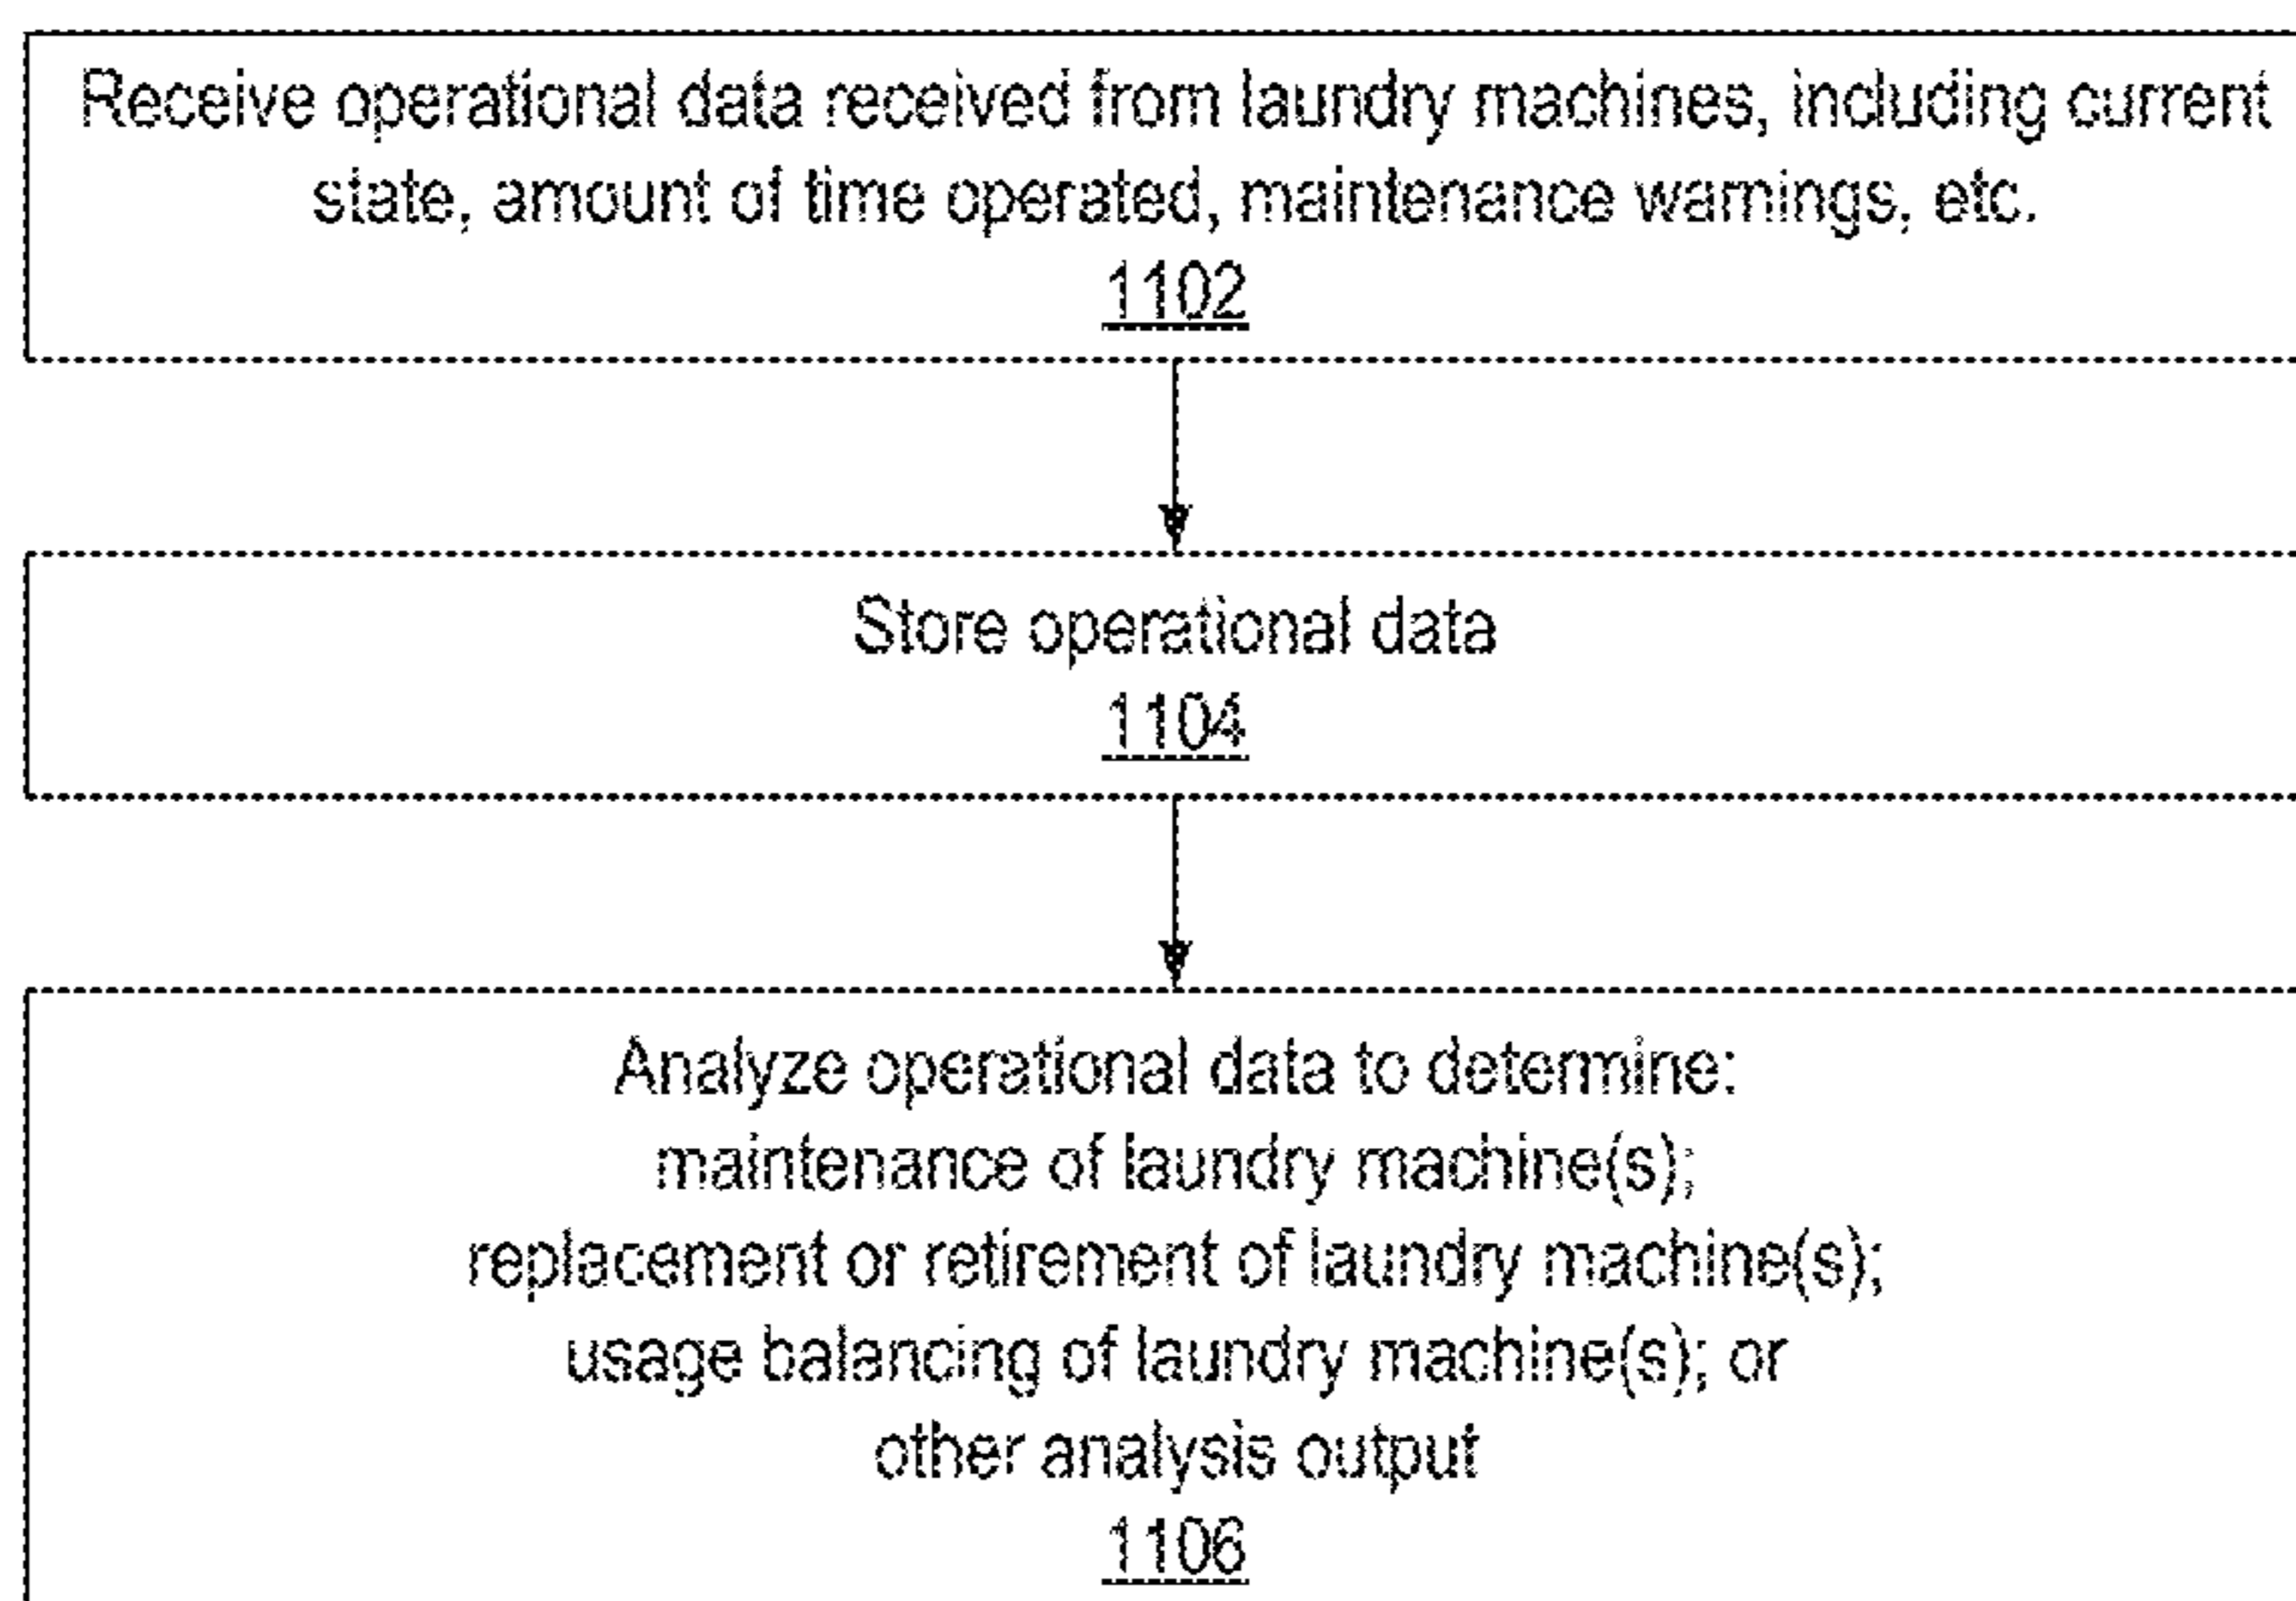 Receive operational data received from laundry machines, including current
state, amount of time operated, maintenance warnings, etc.
1102
Store operational data
1104
Analyze operational data to determine:
maintenance of laundry machine(s);
replacement or retirement of laundry machine(s);
usage balancing of laundry machine(s); or
other analysis output
1106